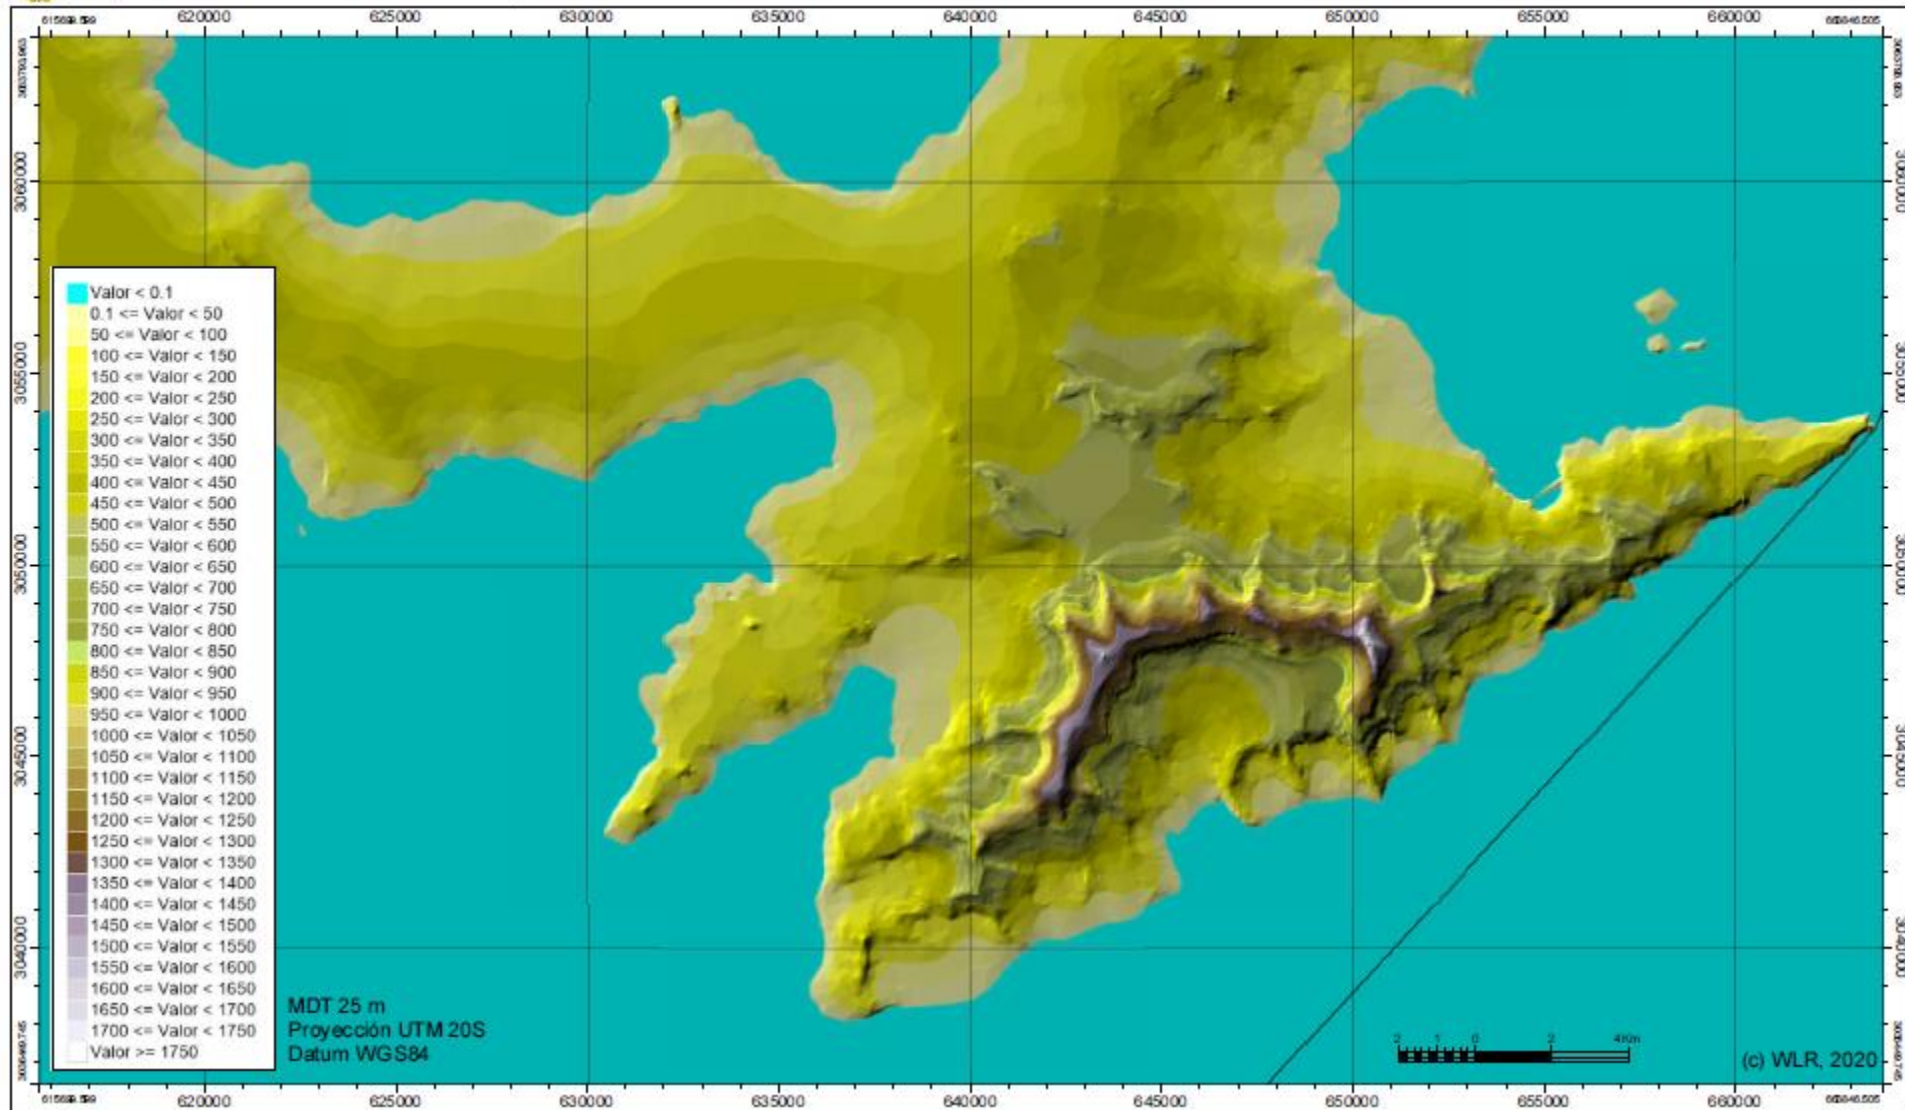 620000 625000 630000 635000 640000 645000 650000 655000 660000
3060000
3055000
3050000
3045000
3040000
3060000
3055000
3050000
3045000
3040000
Valor < 0.1
0.1 <= Valor < 50
50 <= Valor < 100
100 <= Valor < 150
150 <= Valor < 200
200 <= Valor < 250
250 <= Valor < 300
300 <= Valor < 350
350 <= Valor < 400
400 <= Valor < 450
450 <= Valor < 500
500 <= Valor < 550
550 <= Valor < 600
600 <= Valor < 650
650 <= Valor < 700
700 <= Valor < 750
750 <= Valor < 800
800 <= Valor < 850
850 <= Valor < 900
900 <= Valor < 950
950 <= Valor < 1000
1000 <= Valor < 1050
1050 <= Valor < 1100
1100 <= Valor < 1150
1150 <= Valor < 1200
1200 <= Valor < 1250
1250 <= Valor < 1300
1300 <= Valor < 1350
1350 <= Valor < 1400
1400 <= Valor < 1450
1450 <= Valor < 1500
1500 <= Valor < 1550
1550 <= Valor < 1600
1600 <= Valor < 1650
1650 <= Valor < 1700
1700 <= Valor < 1750
Valor >= 1750
MDT 25 m
Proyección UTM 20S
Datum WGS84
2 1 0 2 4Km
(c) WLR, 2020
620000 625000 630000 635000 640000 645000 650000 655000 660000